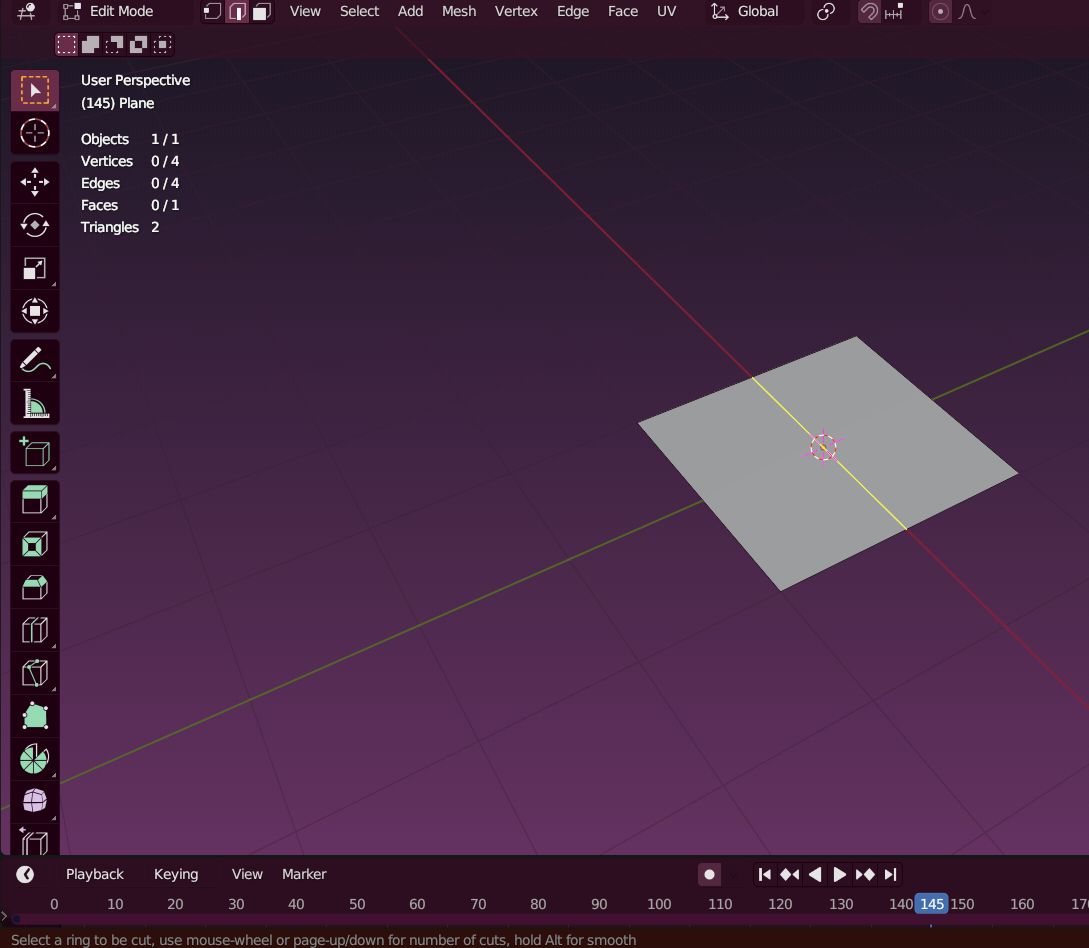 Edit Mode View Select Add Mesh Vertex Edge Face UV Global
User Perspective
(145) Plane
Objects 1 / 1
Vertices 0 / 4
Edges 0 / 4
Faces 0 / 1
Triangles 2
Playback Keying View Marker
0 10 20 30 40 50 60 70 80 90 100 110 120 130 140 145 150 160 17
Select a ring to be cut, use mouse-wheel or page-up/down for number of cuts, hold Alt for smooth